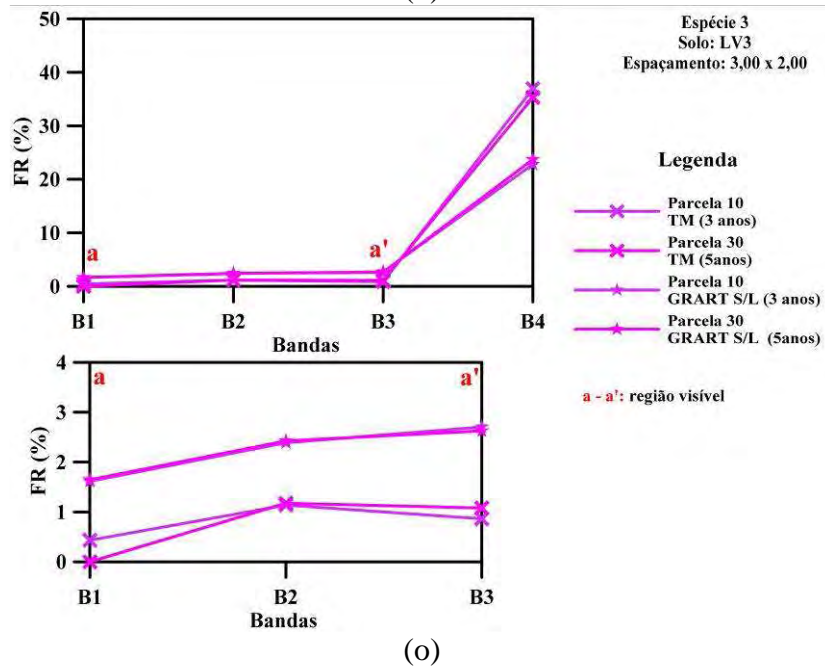 50
40
30
20
10
0
FR (%)
a
a'
B1 B2 B3 B4
Bandas
Espécie 3
Solo: LV3
Espaçamento: 3,00 x 2,00
Legenda
Parcela 10
TM (3 anos)
Parcela 30
TM (5anos)
Parcela 10
GRART S/L (3 anos)
Parcela 30
GRART S/L (5anos)
a - a': região visível
4
3
2
1
0
FR (%)
a
a'
B1 B2 B3
Bandas
(o)